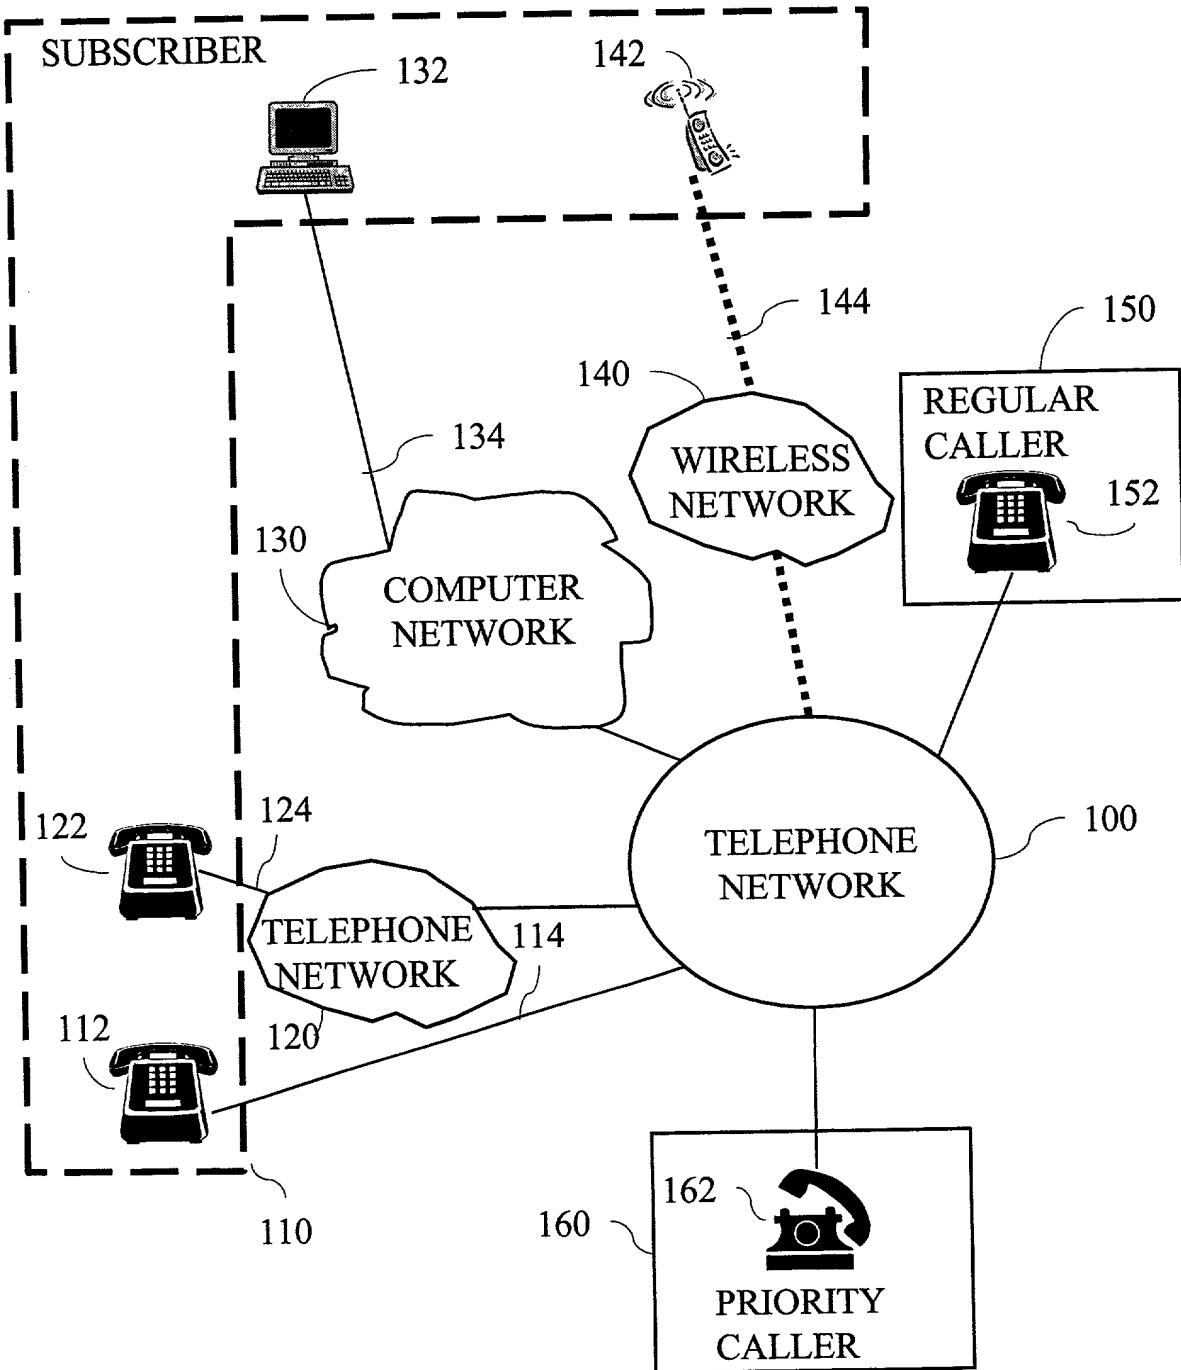 SUBSCRIBER
132
142
144
150
140
REGULAR
CALLER
152
134
WIRELESS
NETWORK
130
COMPUTER
NETWORK
122
124
100
TELEPHONE
NETWORK
TELEPHONE
NETWORK
114
112
120
110
162
160
PRIORITY
CALLER